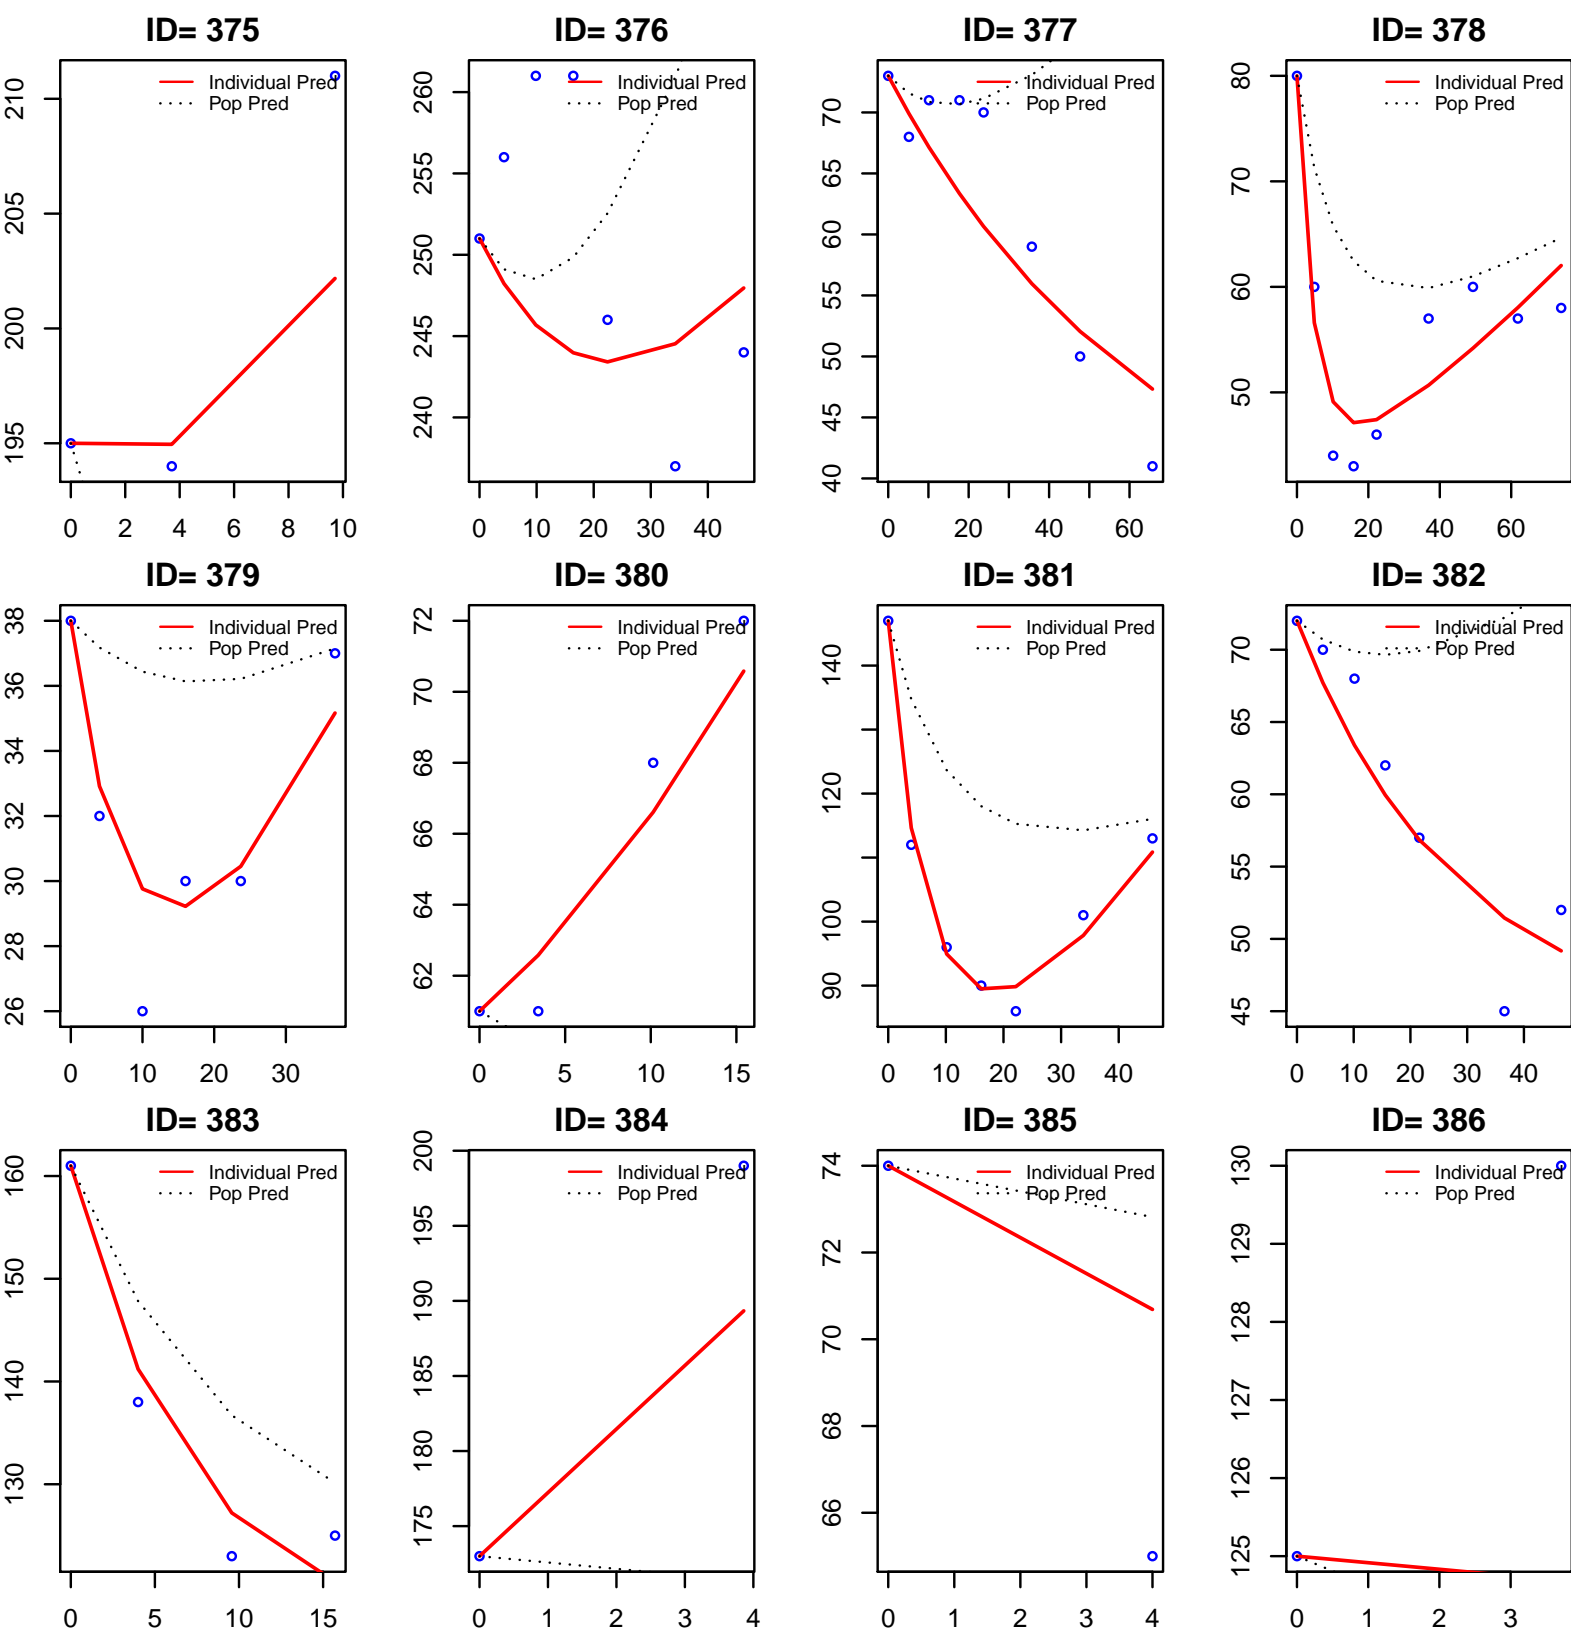 ID= 375
Individual Pred
Pop Pred
195 200 205 210
0 2 4 6 8 10
ID= 376
Individual Pred
Pop Pred
240 245 250 255 260
0 10 20 30 40
ID= 377
Individual Pred
Pop Pred
40 45 50 55 60 65 70
0 20 40 60
ID= 378
Individual Pred
Pop Pred
50 60 70 80
0 20 40 60
ID= 379
Individual Pred
Pop Pred
26 28 30 32 34 36 38
0 10 20 30
ID= 380
Individual Pred
Pop Pred
62 64 66 68 70 72
0 5 10 15
ID= 381
Individual Pred
Pop Pred
90 100 120 140
0 10 20 30 40
ID= 382
Individual Pred
Pop Pred
45 50 55 60 65 70
0 10 20 30 40
ID= 383
Individual Pred
Pop Pred
130 140 150 160
0 5 10 15
ID= 384
Individual Pred
Pop Pred
175 180 185 190 195 200
0 1 2 3 4
ID= 385
Individual Pred
Pop Pred
66 68 70 72 74
0 1 2 3 4
ID= 386
Individual Pred
Pop Pred
125 126 127 128 129 130
0 1 2 3